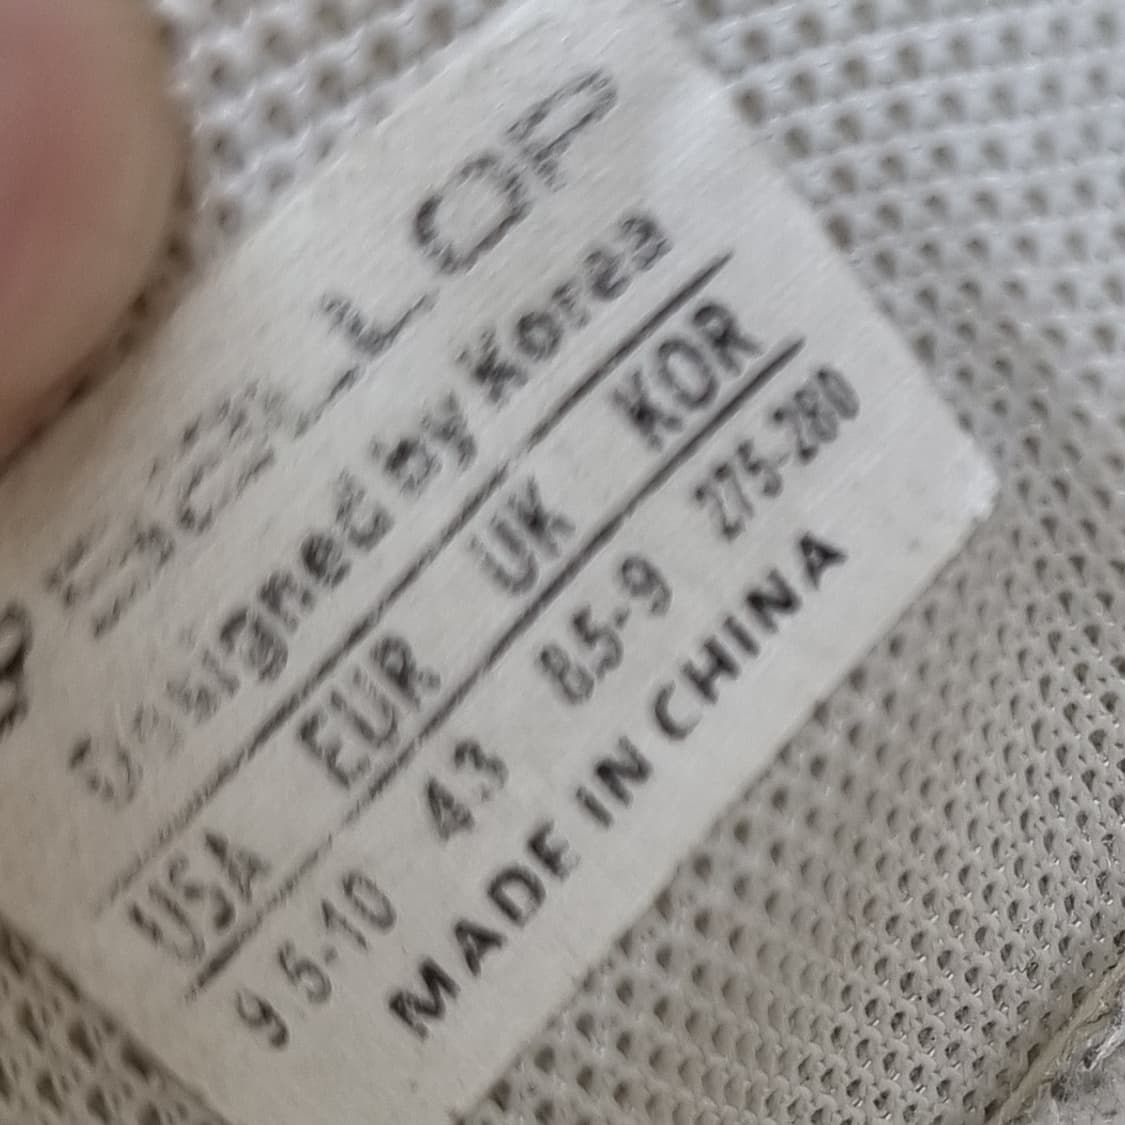 Designed by Korea
USA EUR UK KOR
9.5-10 43 8.5-9 275-280
MADE IN CHINA